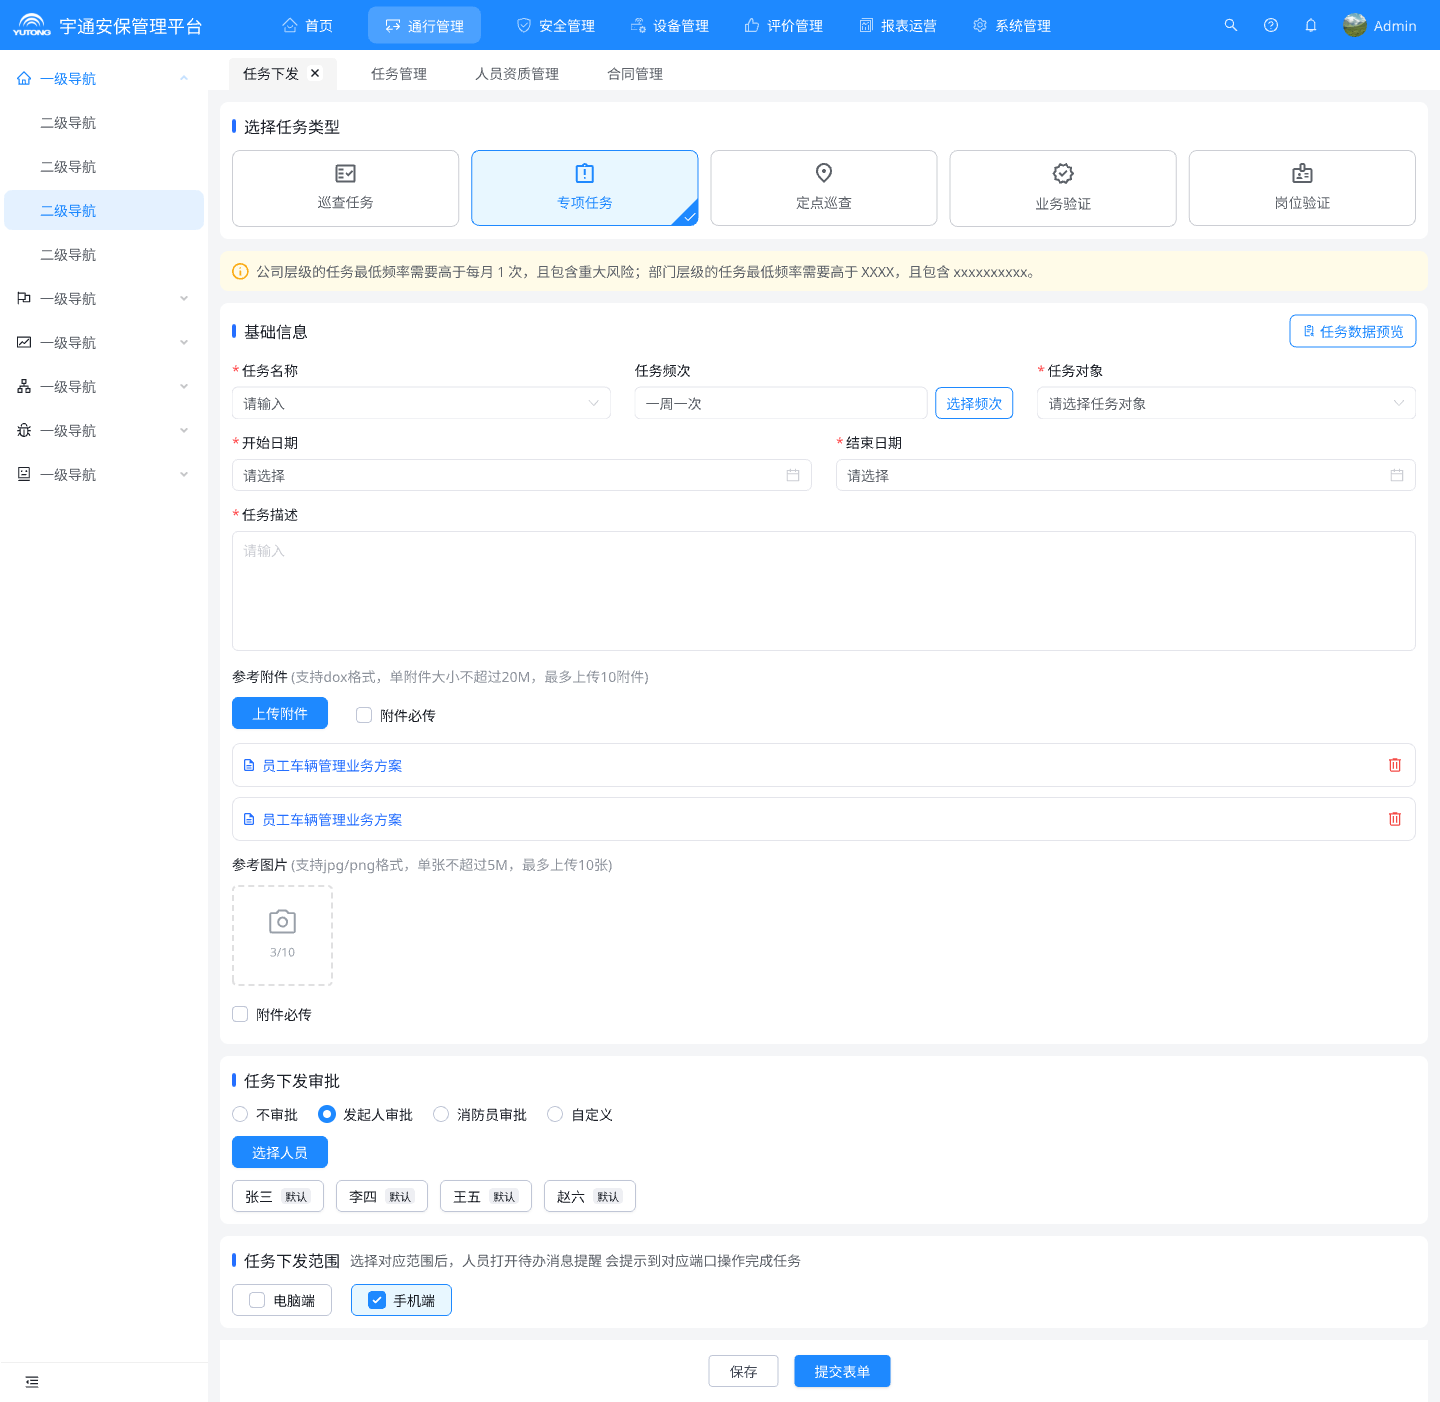 YUTONG 宇通安保管理平台 首页 通行管理 安全管理 设备管理 评价管理 报表运营 系统管理 Admin
一级导航
二级导航
二级导航
二级导航
二级导航
一级导航
一级导航
一级导航
一级导航
一级导航
任务下发 任务管理 人员资质管理 合同管理
选择任务类型
巡查任务 专项任务 定点巡查 业务验证 岗位验证
公司层级的任务最低频率需要高于每月 1 次，且包含重大风险；部门层级的任务最低频率需要高于 XXXX，且包含 xxxxxxxxxx。
基础信息 任务数据预览
*任务名称 任务频次 *任务对象
请输入 一周一次 选择频次 请选择任务对象
*开始日期 *结束日期
请选择 请选择
*任务描述
请输入
参考附件 (支持dox格式，单附件大小不超过20M，最多上传10附件)
上传附件 附件必传
员工车辆管理业务方案
员工车辆管理业务方案
参考图片 (支持jpg/png格式，单张不超过5M，最多上传10张)
3/10
附件必传
任务下发审批
不审批 发起人审批 消防员审批 自定义
选择人员
张三 默认 李四 默认 王五 默认 赵六 默认
任务下发范围 选择对应范围后，人员打开待办消息提醒 会提示到对应端口操作完成任务
电脑端 手机端
保存 提交表单